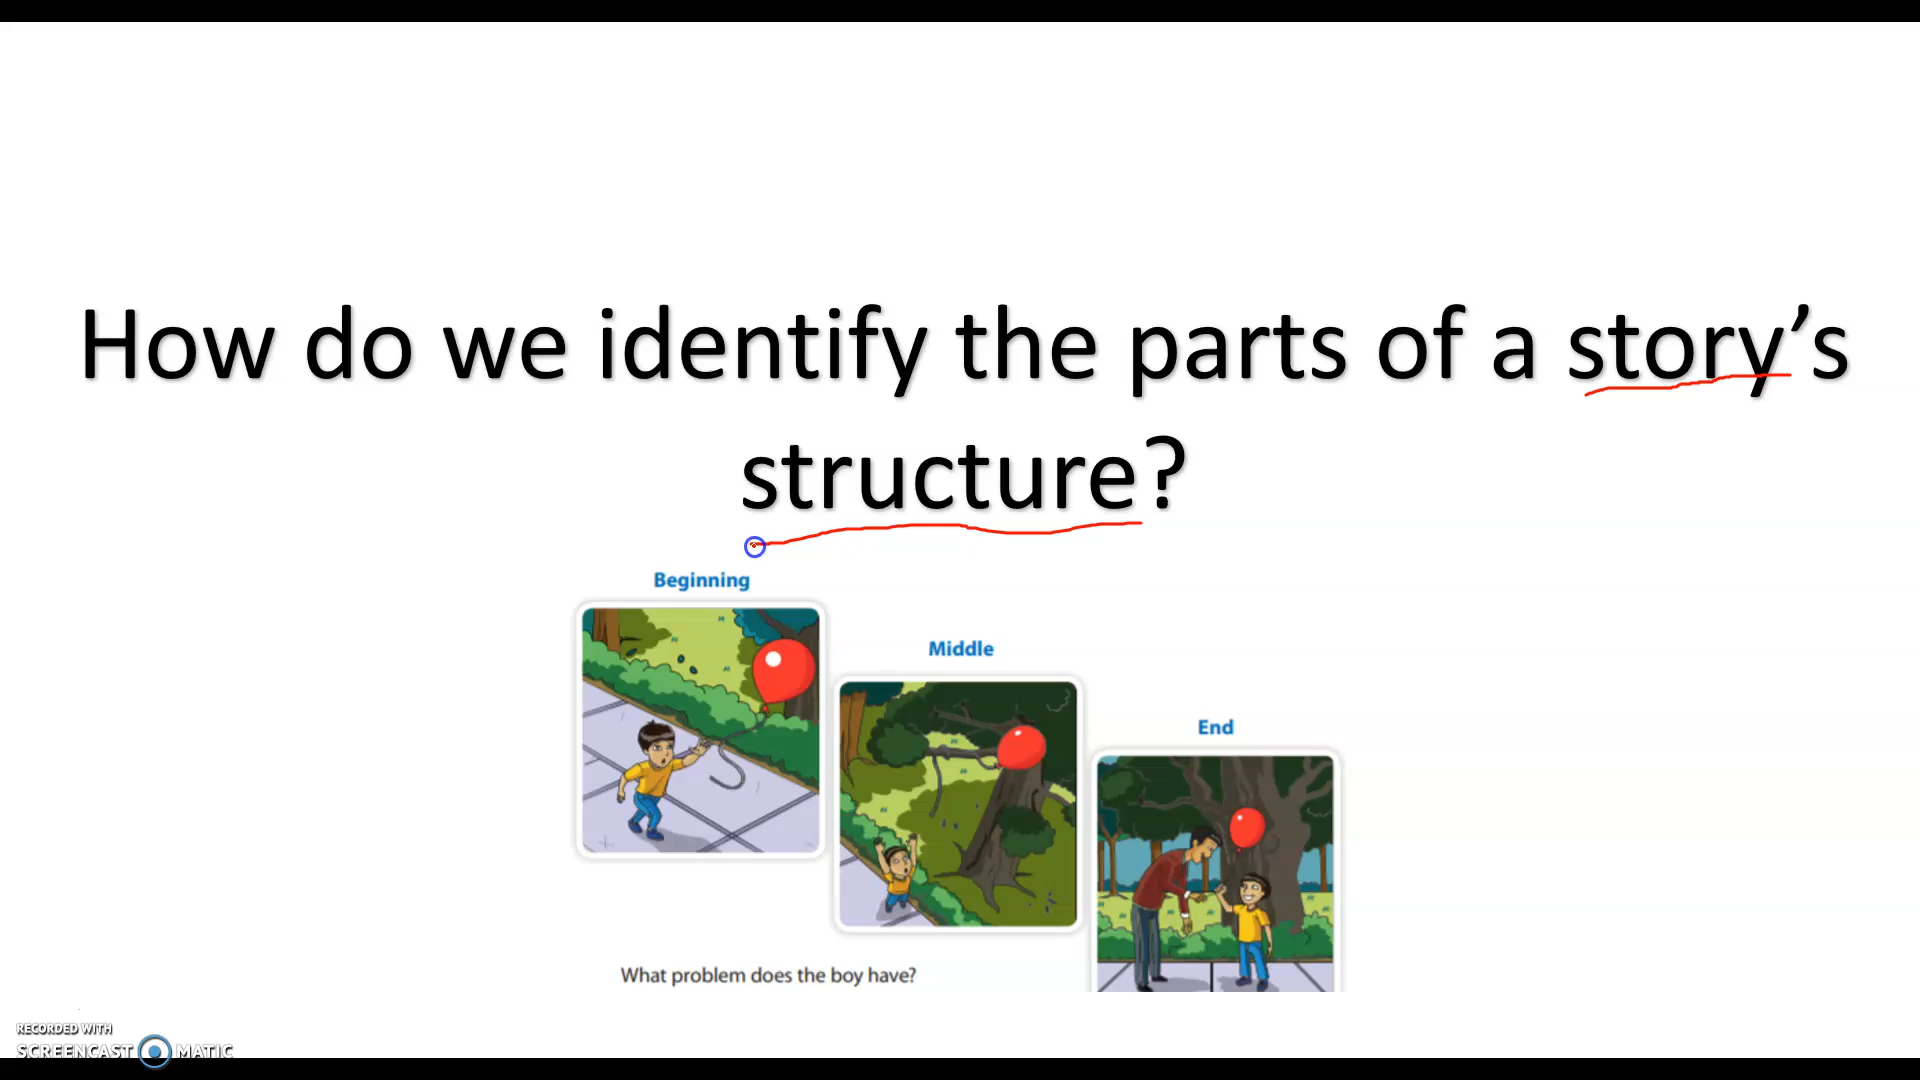 How do we identify the parts of a story’s
structure?
Beginning
Middle
End
What problem does the boy have?
RECORDED WITH
SCREENCAST MATIC